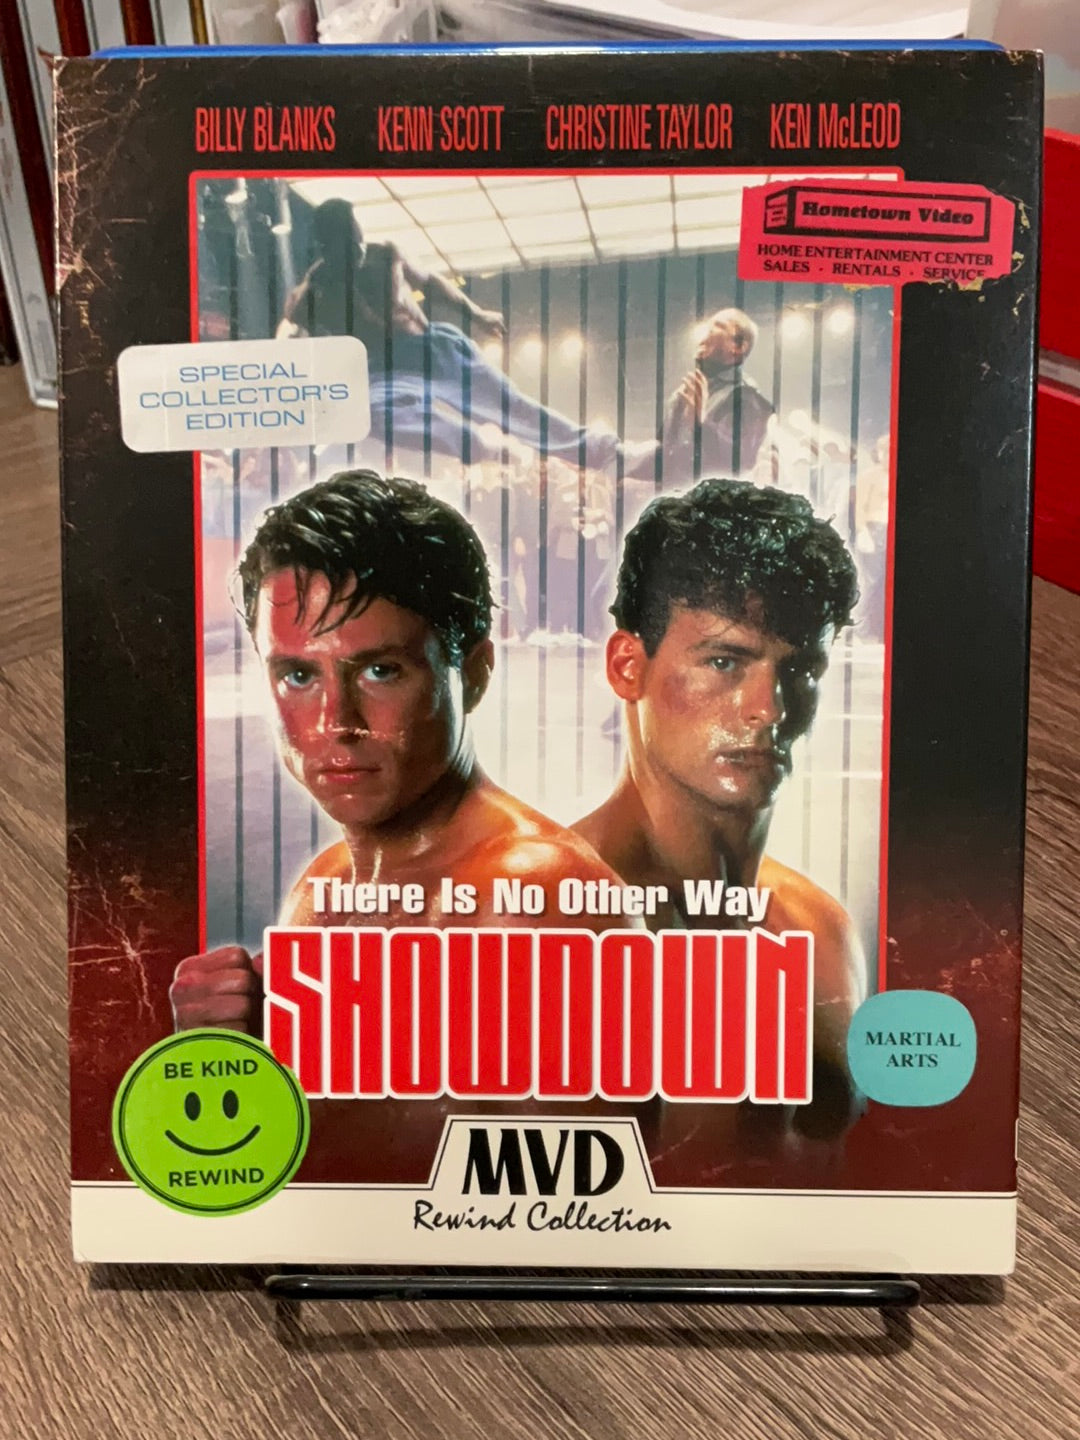 BILLY BLANKS KENN SCOTT CHRISTINE TAYLOR KEN McLEOD
Hometown Video
HOME ENTERTAINMENT CENTER
SALES · RENTALS · SERVICE
SPECIAL
COLLECTOR'S
EDITION
There Is No Other Way
SHOWDOWN
MARTIAL
ARTS
BE KIND
REWIND
MVD
Rewind Collection